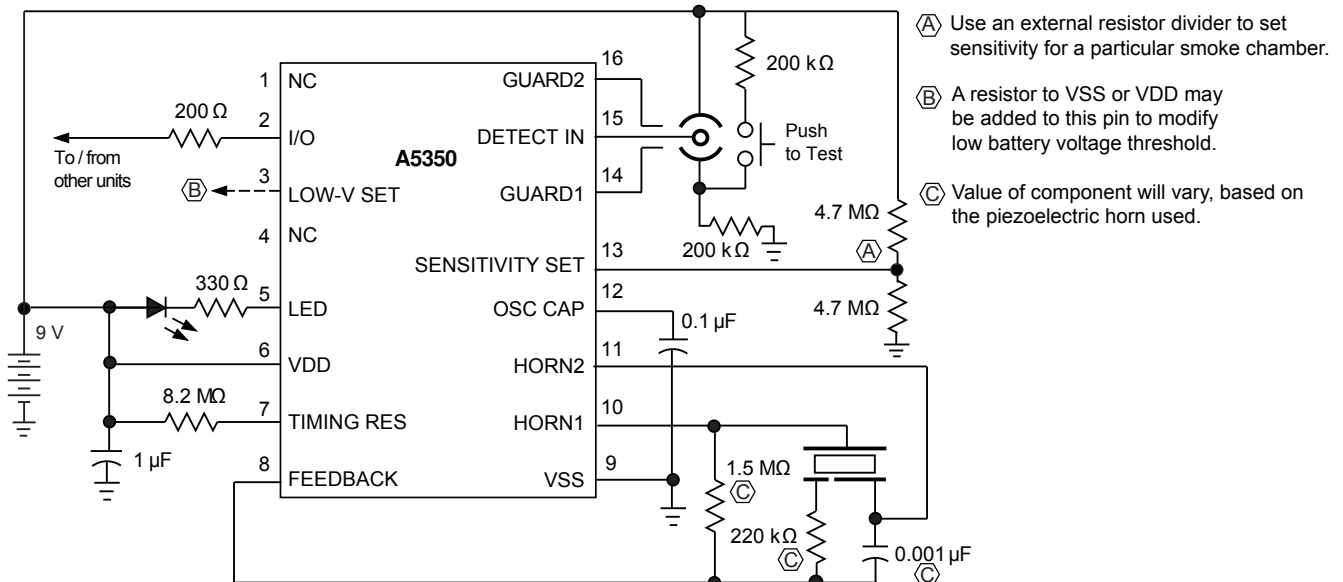 1 NC
200 Ω
2 I/O
To / from
other units
B
3 LOW-V SET
4 NC
330 Ω
5 LED
9 V
6 VDD
8.2 MΩ
7 TIMING RES
1 µF
8 FEEDBACK
A5350
16 GUARD2
15 DETECT IN
14 GUARD1
13 SENSITIVITY SET
12 OSC CAP
11 HORN2
10 HORN1
9 VSS
200 kΩ
Push
to Test
200 kΩ
4.7 MΩ
A
4.7 MΩ
0.1 µF
1.5 MΩ
C
220 kΩ
C
0.001 µF
C
A Use an external resistor divider to set
sensitivity for a particular smoke chamber.
B A resistor to VSS or VDD may
be added to this pin to modify
low battery voltage threshold.
C Value of component will vary, based on
the piezoelectric horn used.